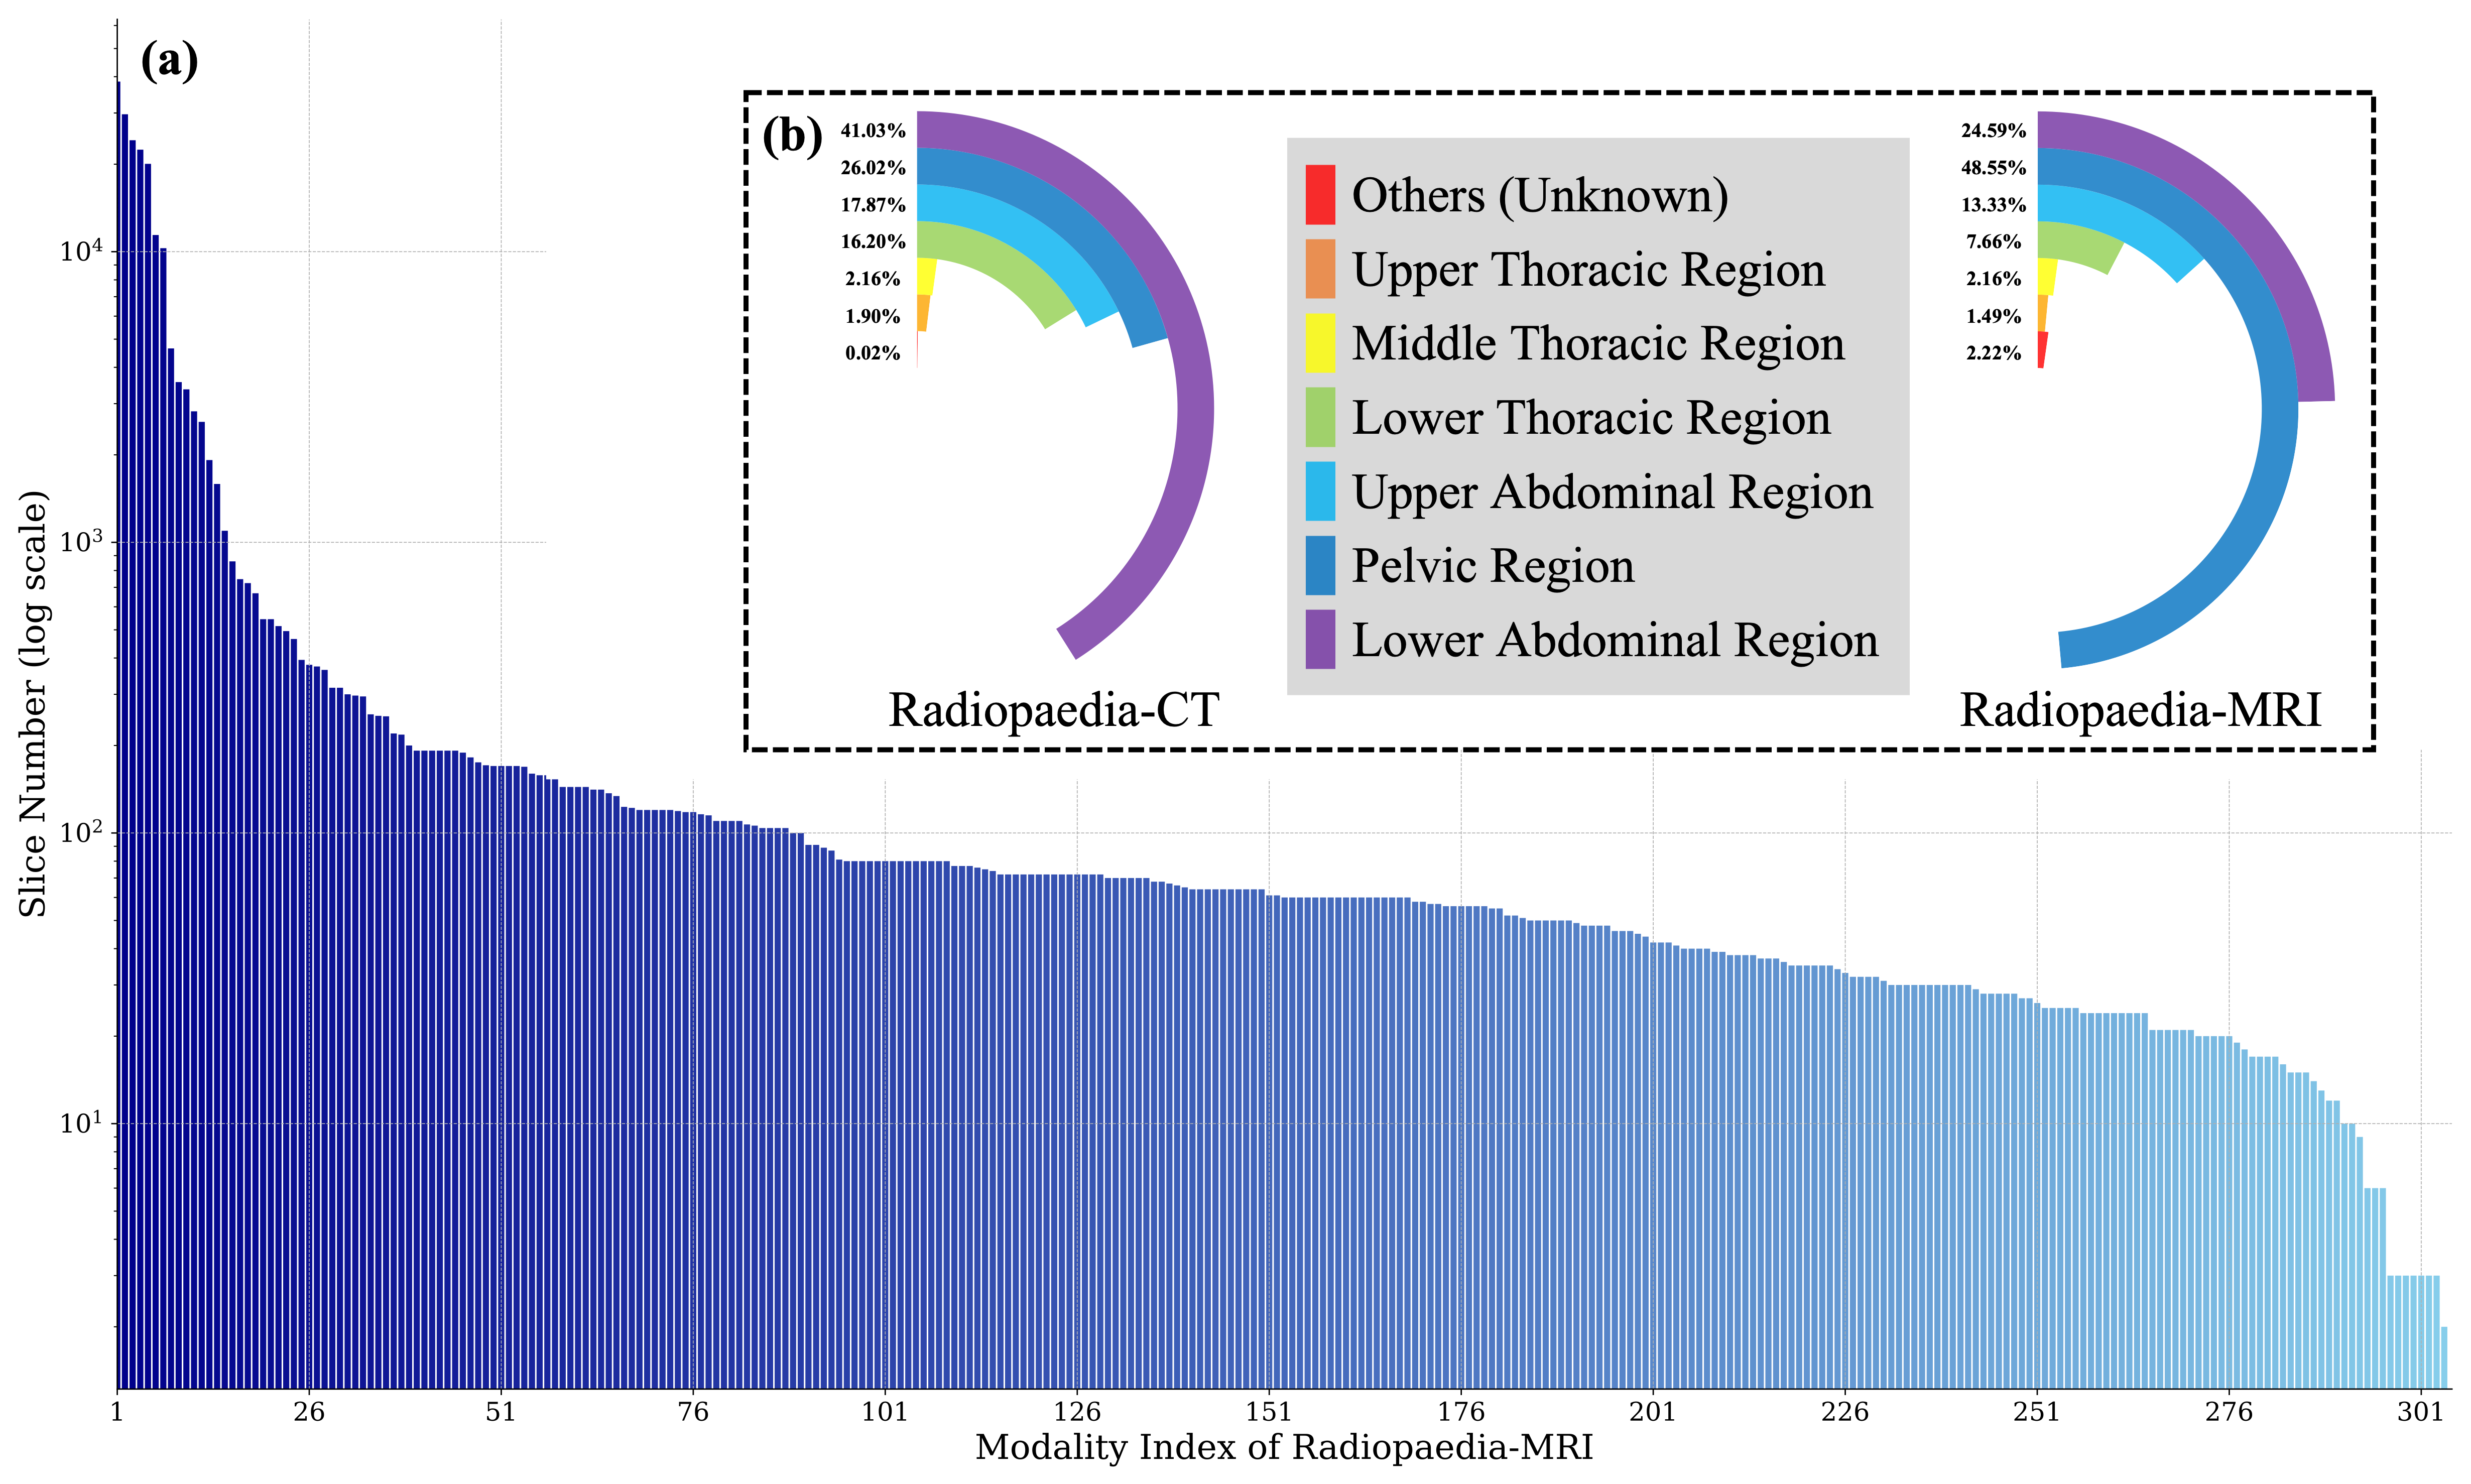 (a)
(b)
41.03%
26.02%
17.87%
16.20%
2.16%
1.90%
0.02%
Radiopaedia-CT
Others (Unknown)
Upper Thoracic Region
Middle Thoracic Region
Lower Thoracic Region
Upper Abdominal Region
Pelvic Region
Lower Abdominal Region
24.59%
48.55%
13.33%
7.66%
2.16%
1.49%
2.22%
Radiopaedia-MRI
Slice Number (log scale)
10⁴
10³
10²
10¹
1 26 51 76 101 126 151 176 201 226 251 276 301
Modality Index of Radiopaedia-MRI